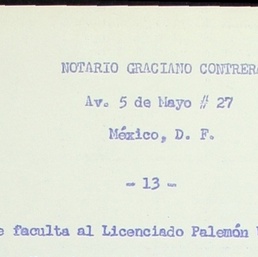 NOTARIO GRACIANO CONTRERA
Av. 5 de Mayo # 27
México, D. F.
- 13 -
faculta al Licenciado Palemón